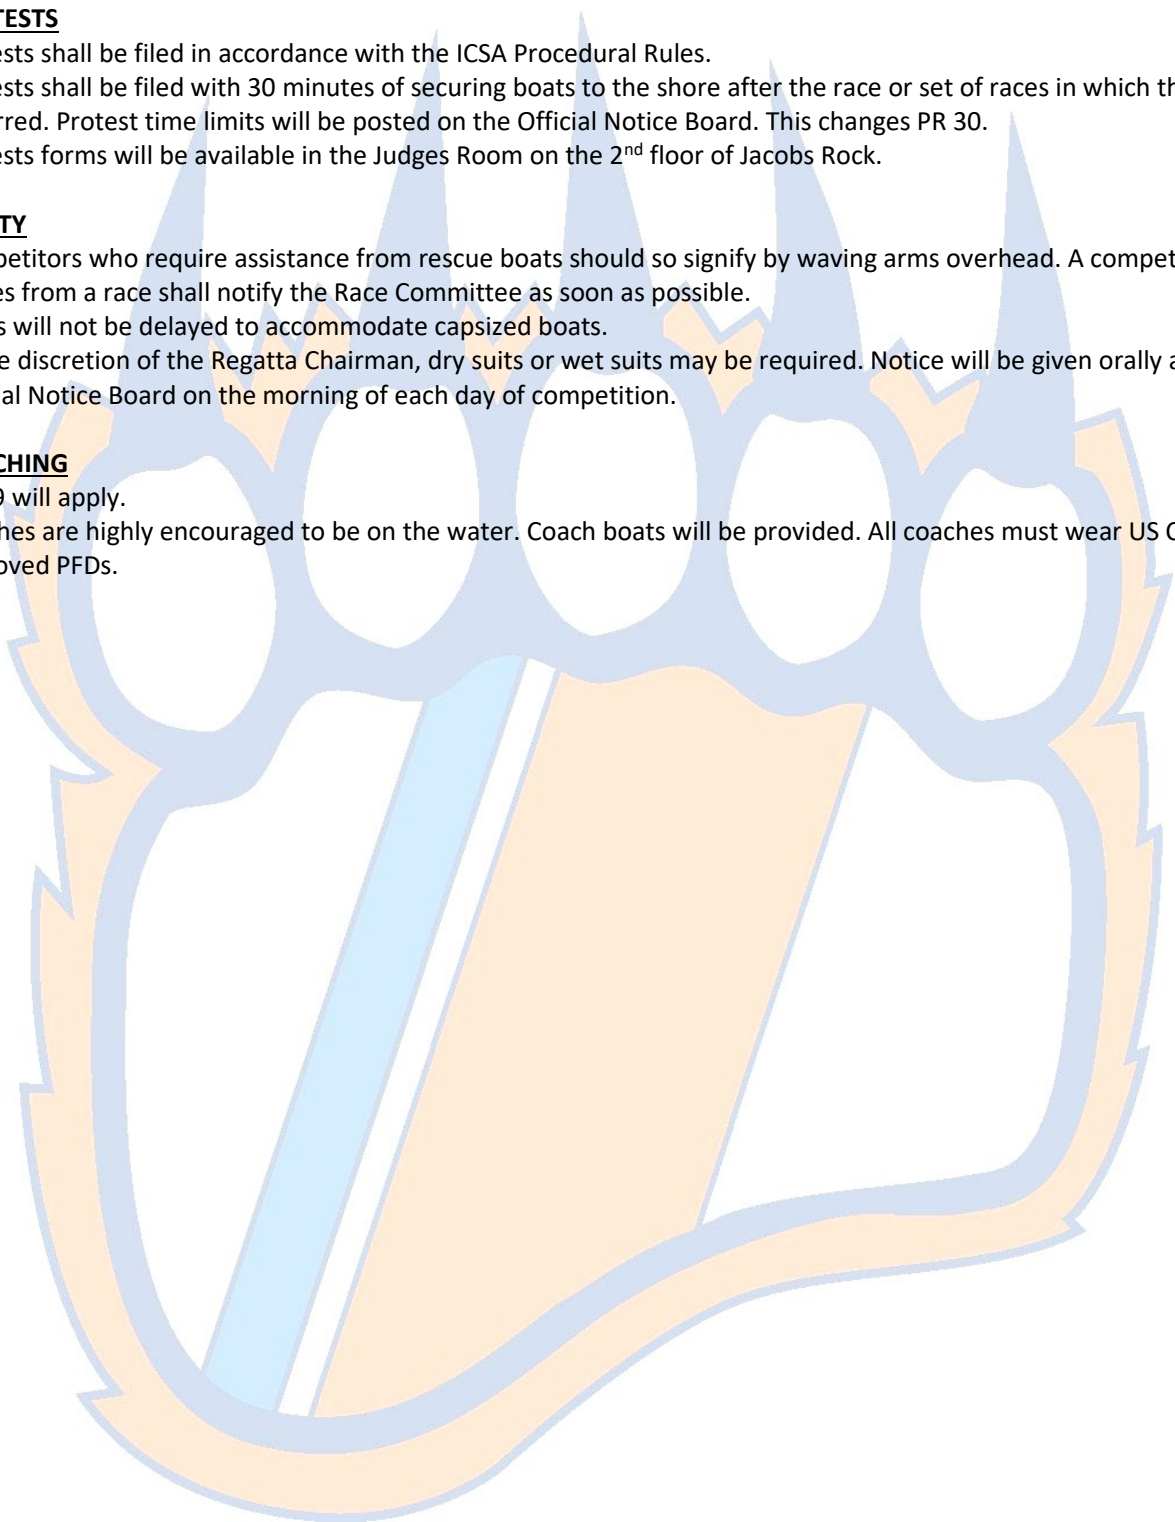 TESTS
ests shall be filed in accordance with the ICSA Procedural Rules.
ests shall be filed with 30 minutes of securing boats to the shore after the race or set of races in which th
rred. Protest time limits will be posted on the Official Notice Board. This changes PR 30.
ests forms will be available in the Judges Room on the 2nd floor of Jacobs Rock.
TY
petitors who require assistance from rescue boats should so signify by waving arms overhead. A compet
es from a race shall notify the Race Committee as soon as possible.
s will not be delayed to accommodate capsized boats.
e discretion of the Regatta Chairman, dry suits or wet suits may be required. Notice will be given orally a
al Notice Board on the morning of each day of competition.
CHING
9 will apply.
hes are highly encouraged to be on the water. Coach boats will be provided. All coaches must wear US C
oved PFDs.